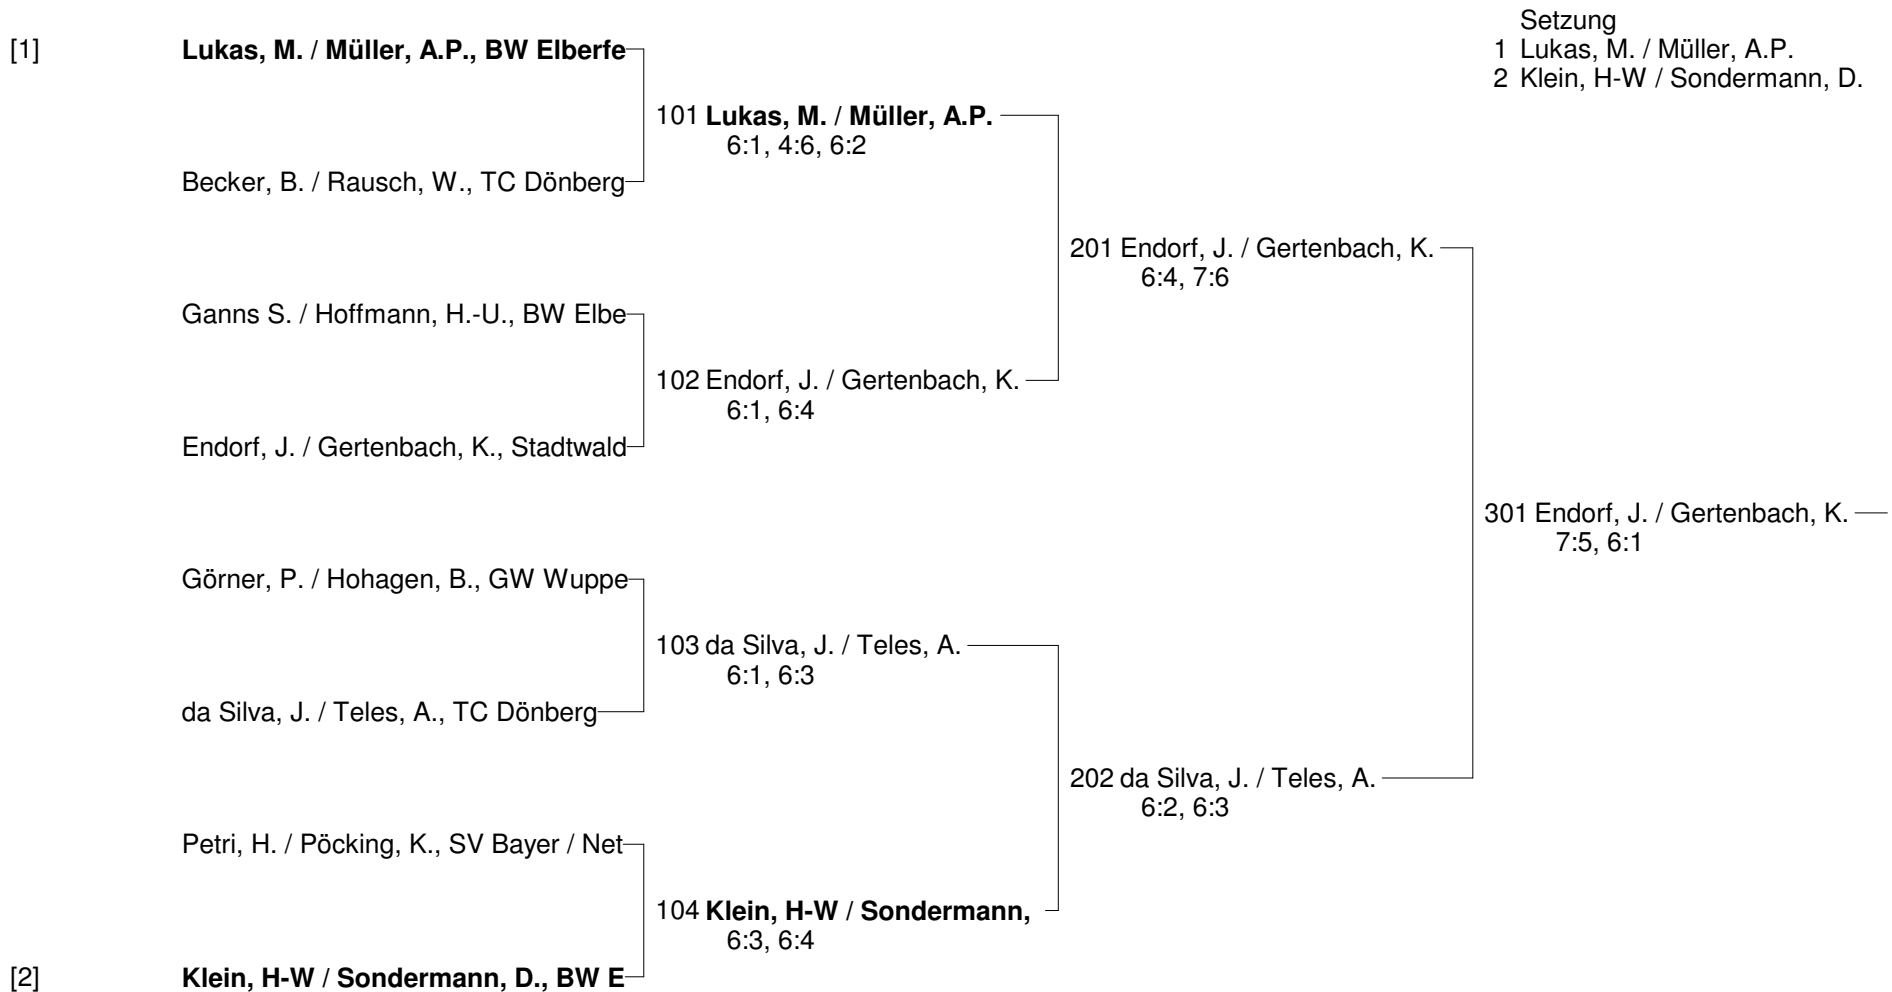 Setzung
[1] Lukas, M. / Müller, A.P., BW Elberfe
1 Lukas, M. / Müller, A.P.
2 Klein, H-W / Sondermann, D.
101 Lukas, M. / Müller, A.P.
6:1, 4:6, 6:2
Becker, B. / Rausch, W., TC Dönberg
201 Endorf, J. / Gertenbach, K.
6:4, 7:6
Ganns S. / Hoffmann, H.-U., BW Elbe
102 Endorf, J. / Gertenbach, K.
6:1, 6:4
Endorf, J. / Gertenbach, K., Stadtwald
301 Endorf, J. / Gertenbach, K.
7:5, 6:1
Görner, P. / Hohagen, B., GW Wuppe
103 da Silva, J. / Teles, A.
6:1, 6:3
da Silva, J. / Teles, A., TC Dönberg
202 da Silva, J. / Teles, A.
6:2, 6:3
Petri, H. / Pöcking, K., SV Bayer / Net
104 Klein, H-W / Sondermann,
6:3, 6:4
[2] Klein, H-W / Sondermann, D., BW E